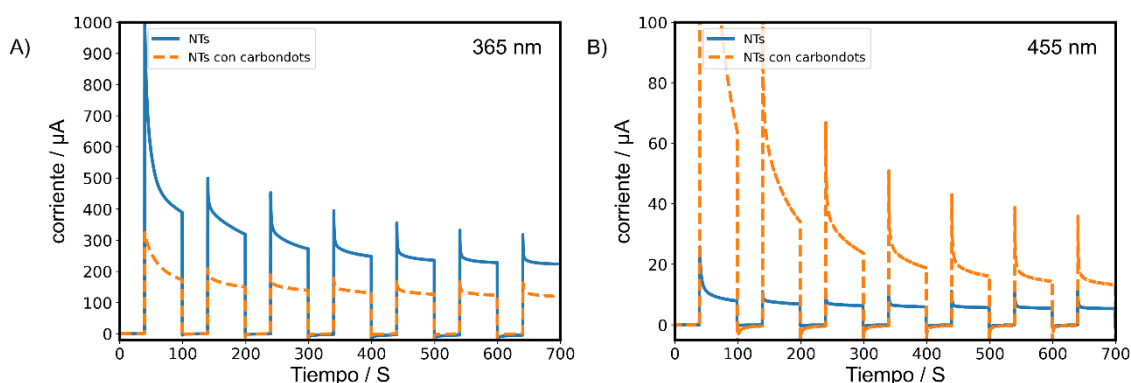 A)
365 nm
NTs
NTs con carbondots
1000
900
800
700
600
500
400
300
200
100
0
corriente / µA
0 100 200 300 400 500 600 700
Tiempo / S
B)
455 nm
NTs
NTs con carbondots
100
80
60
40
20
0
corriente / µA
0 100 200 300 400 500 600 700
Tiempo / S